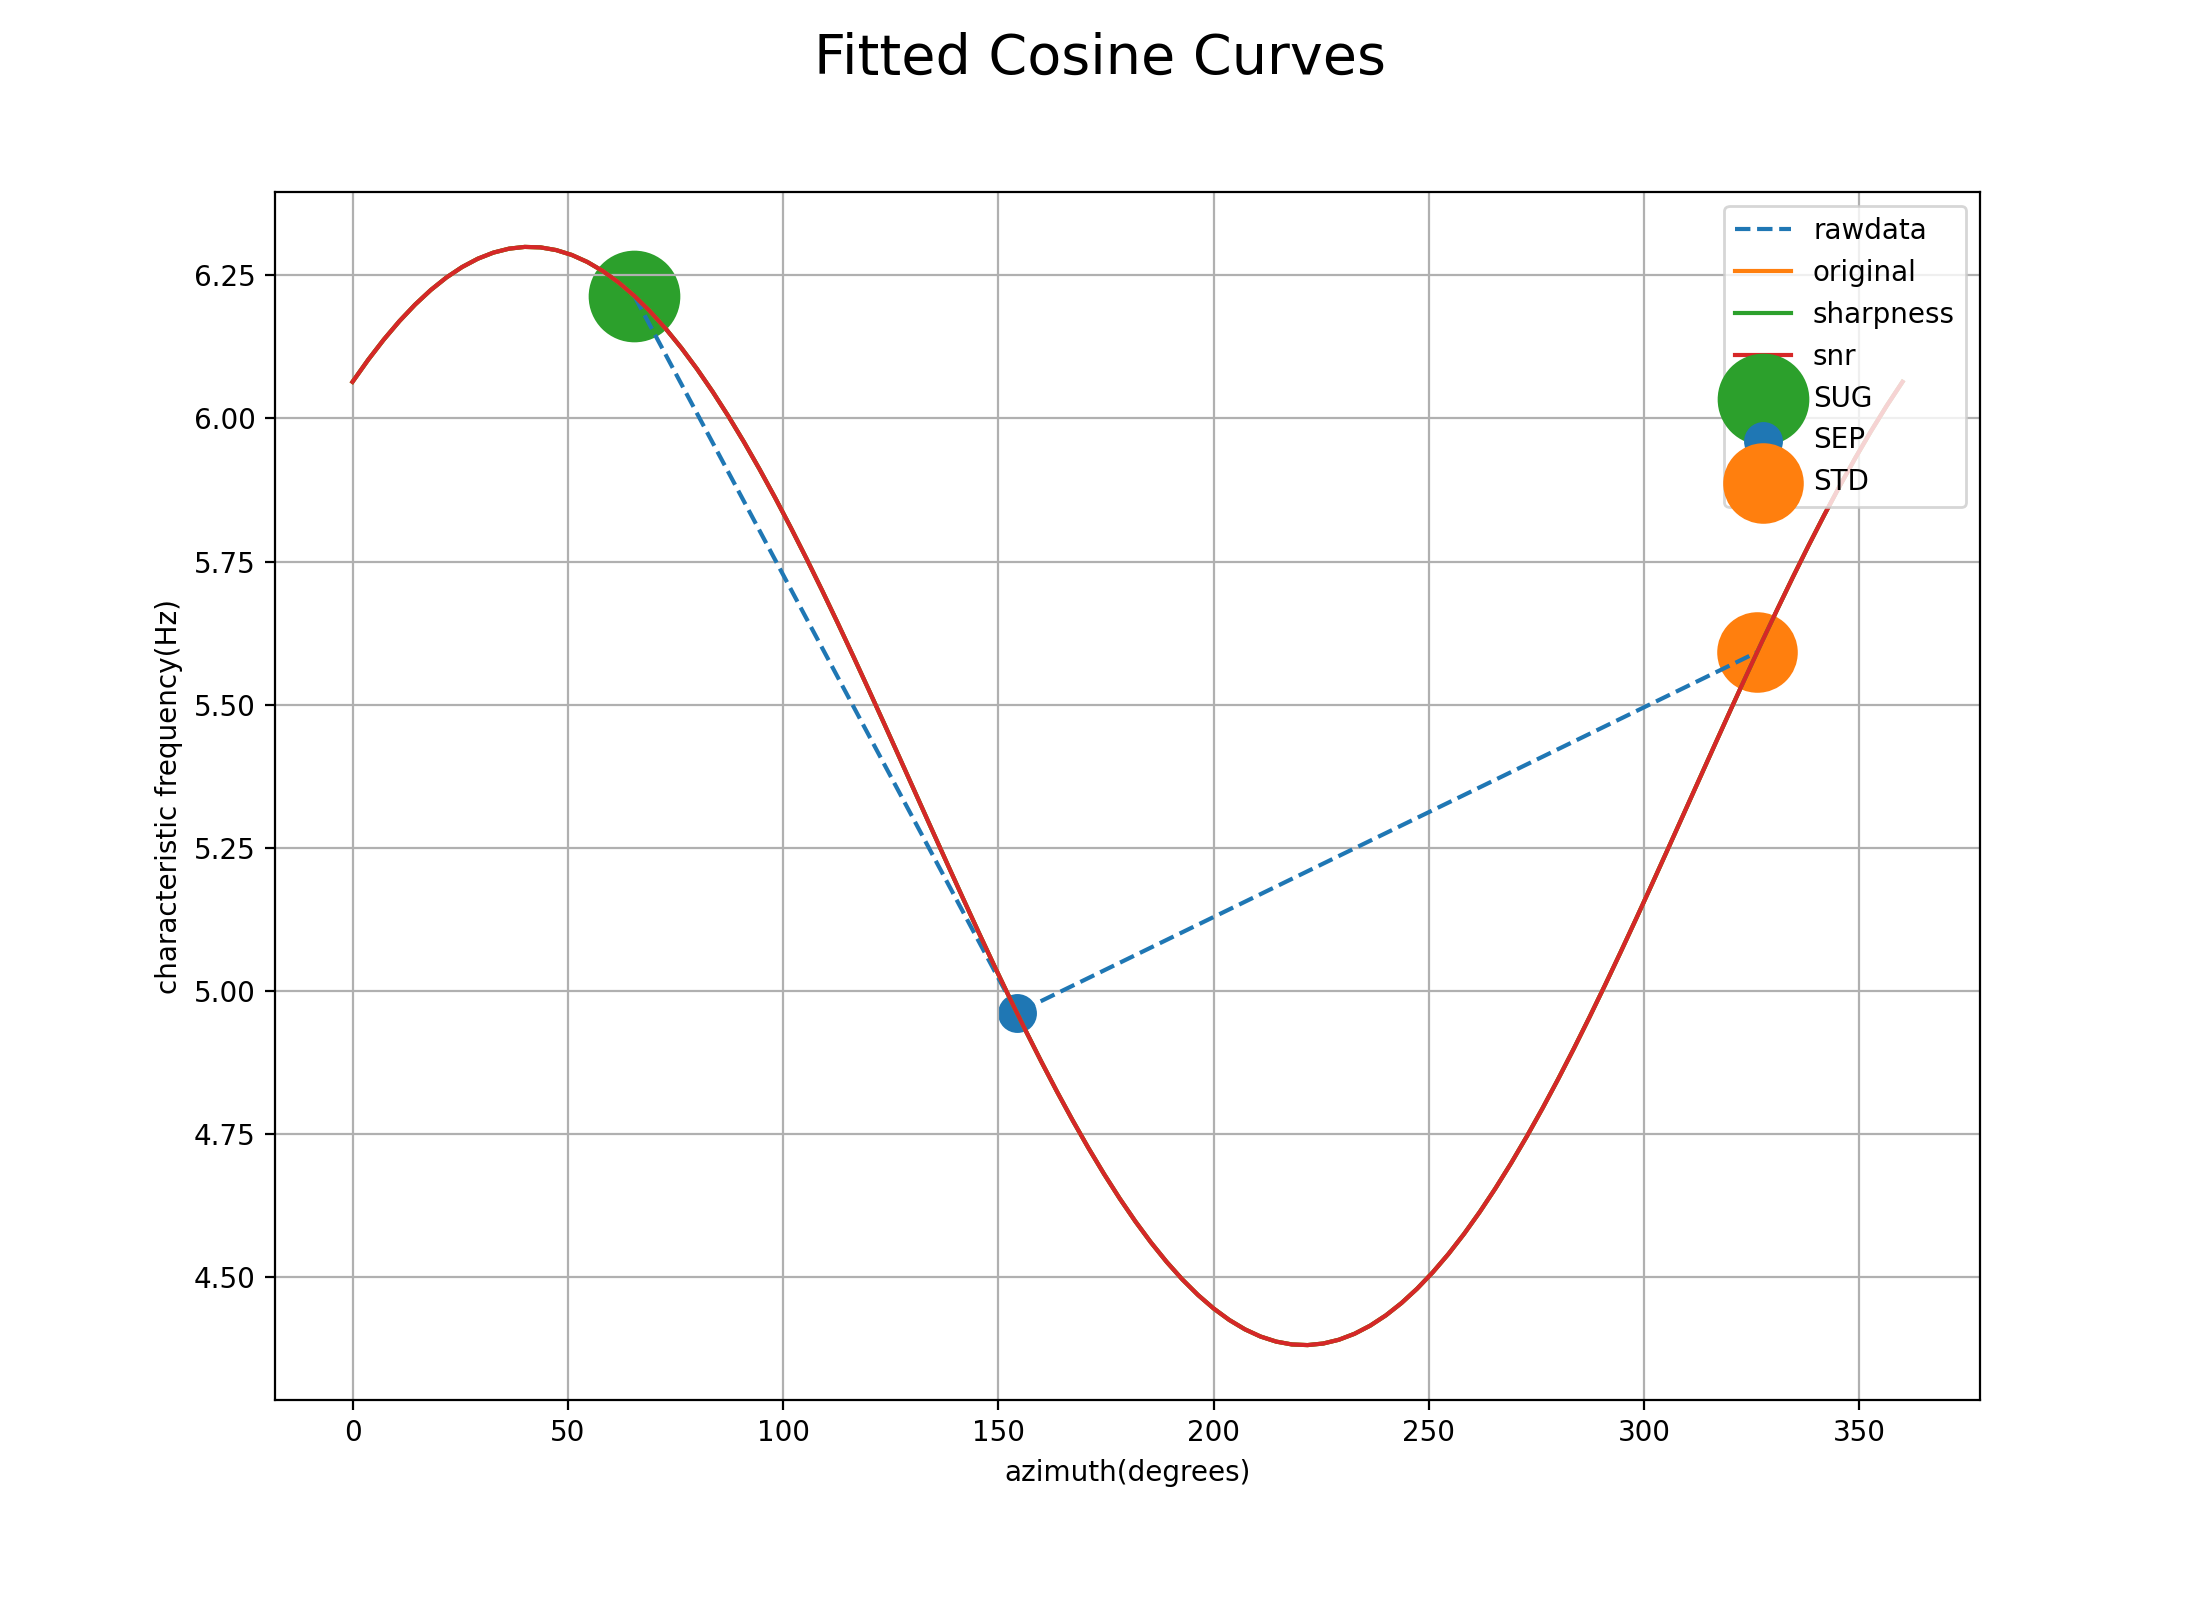 Fitted Cosine Curves
rawdata
original
sharpness
snr
SUG
SEP
STD
6.25
6.00
5.75
5.50
5.25
5.00
4.75
4.50
characteristic frequency(Hz)
0 50 100 150 200 250 300 350
azimuth(degrees)